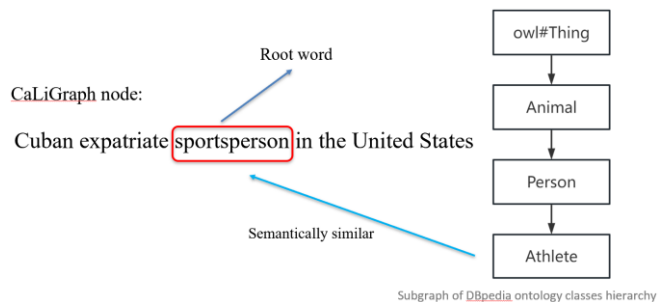 Root word
CaLiGraph node:
Cuban expatriate sportsperson in the United States
Semantically similar
owl#Thing
Animal
Person
Athlete
Subgraph of DBpedia ontology classes hierarchy